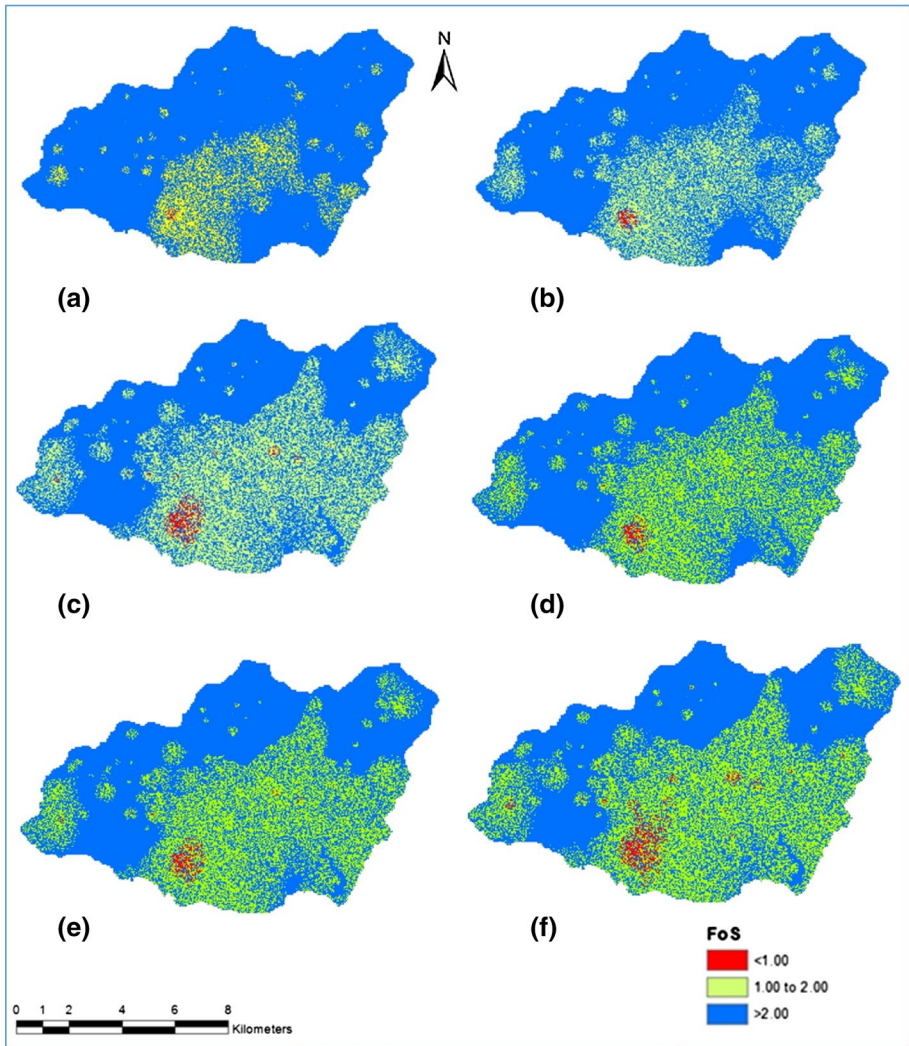 N
(a)
(b)
(c)
(d)
(e)
(f)
FoS
<1.00
1.00 to 2.00
>2.00
0 1 2 4 6 8
Kilometers